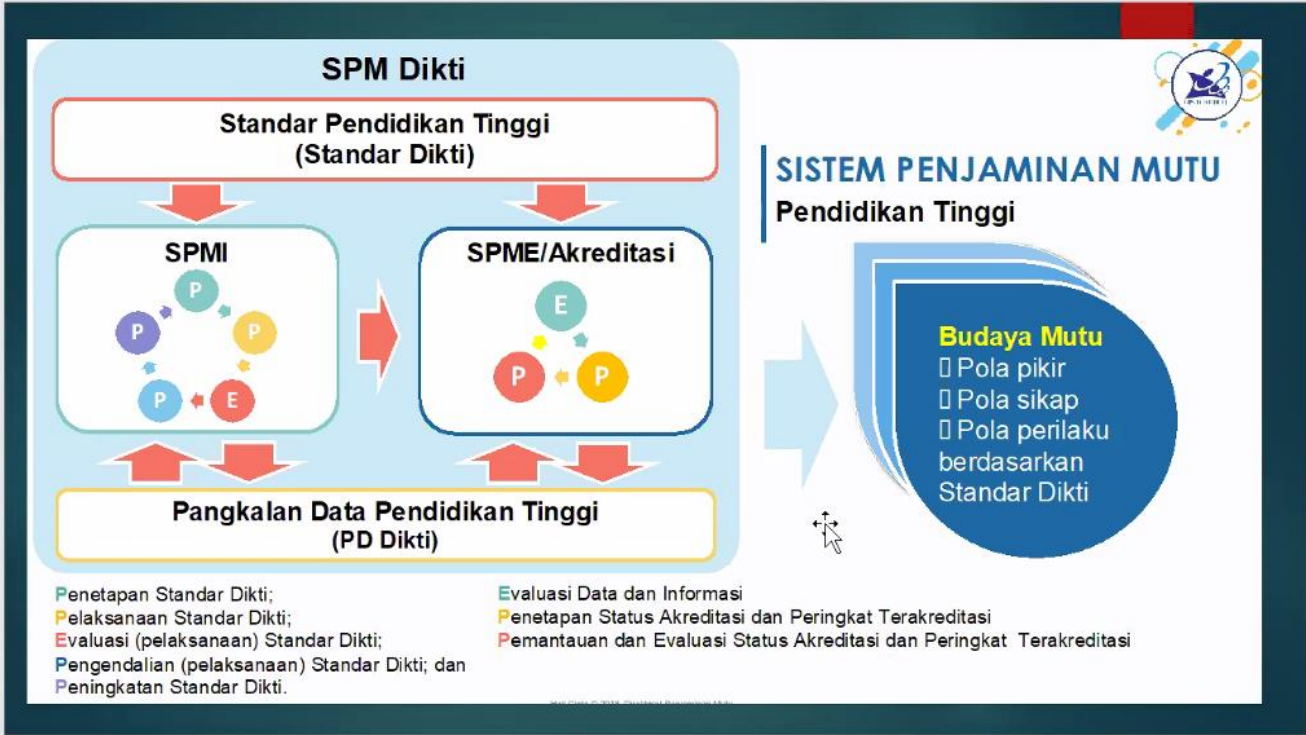 SPM Dikti
Standar Pendidikan Tinggi
(Standar Dikti)
SPMI
P
P
E
P
P
SPME/Akreditasi
E
P
P
Pangkalan Data Pendidikan Tinggi
(PD Dikti)
Penetapan Standar Dikti;
Pelaksanaan Standar Dikti;
Evaluasi (pelaksanaan) Standar Dikti;
Pengendalian (pelaksanaan) Standar Dikti; dan
Peningkatan Standar Dikti.
Evaluasi Data dan Informasi
Penetapan Status Akreditasi dan Peringkat Terakreditasi
Pemantauan dan Evaluasi Status Akreditasi dan Peringkat Terakreditasi
SISTEM PENJAMINAN MUTU
Pendidikan Tinggi
Budaya Mutu
Pola pikir
Pola sikap
Pola perilaku
berdasarkan
Standar Dikti